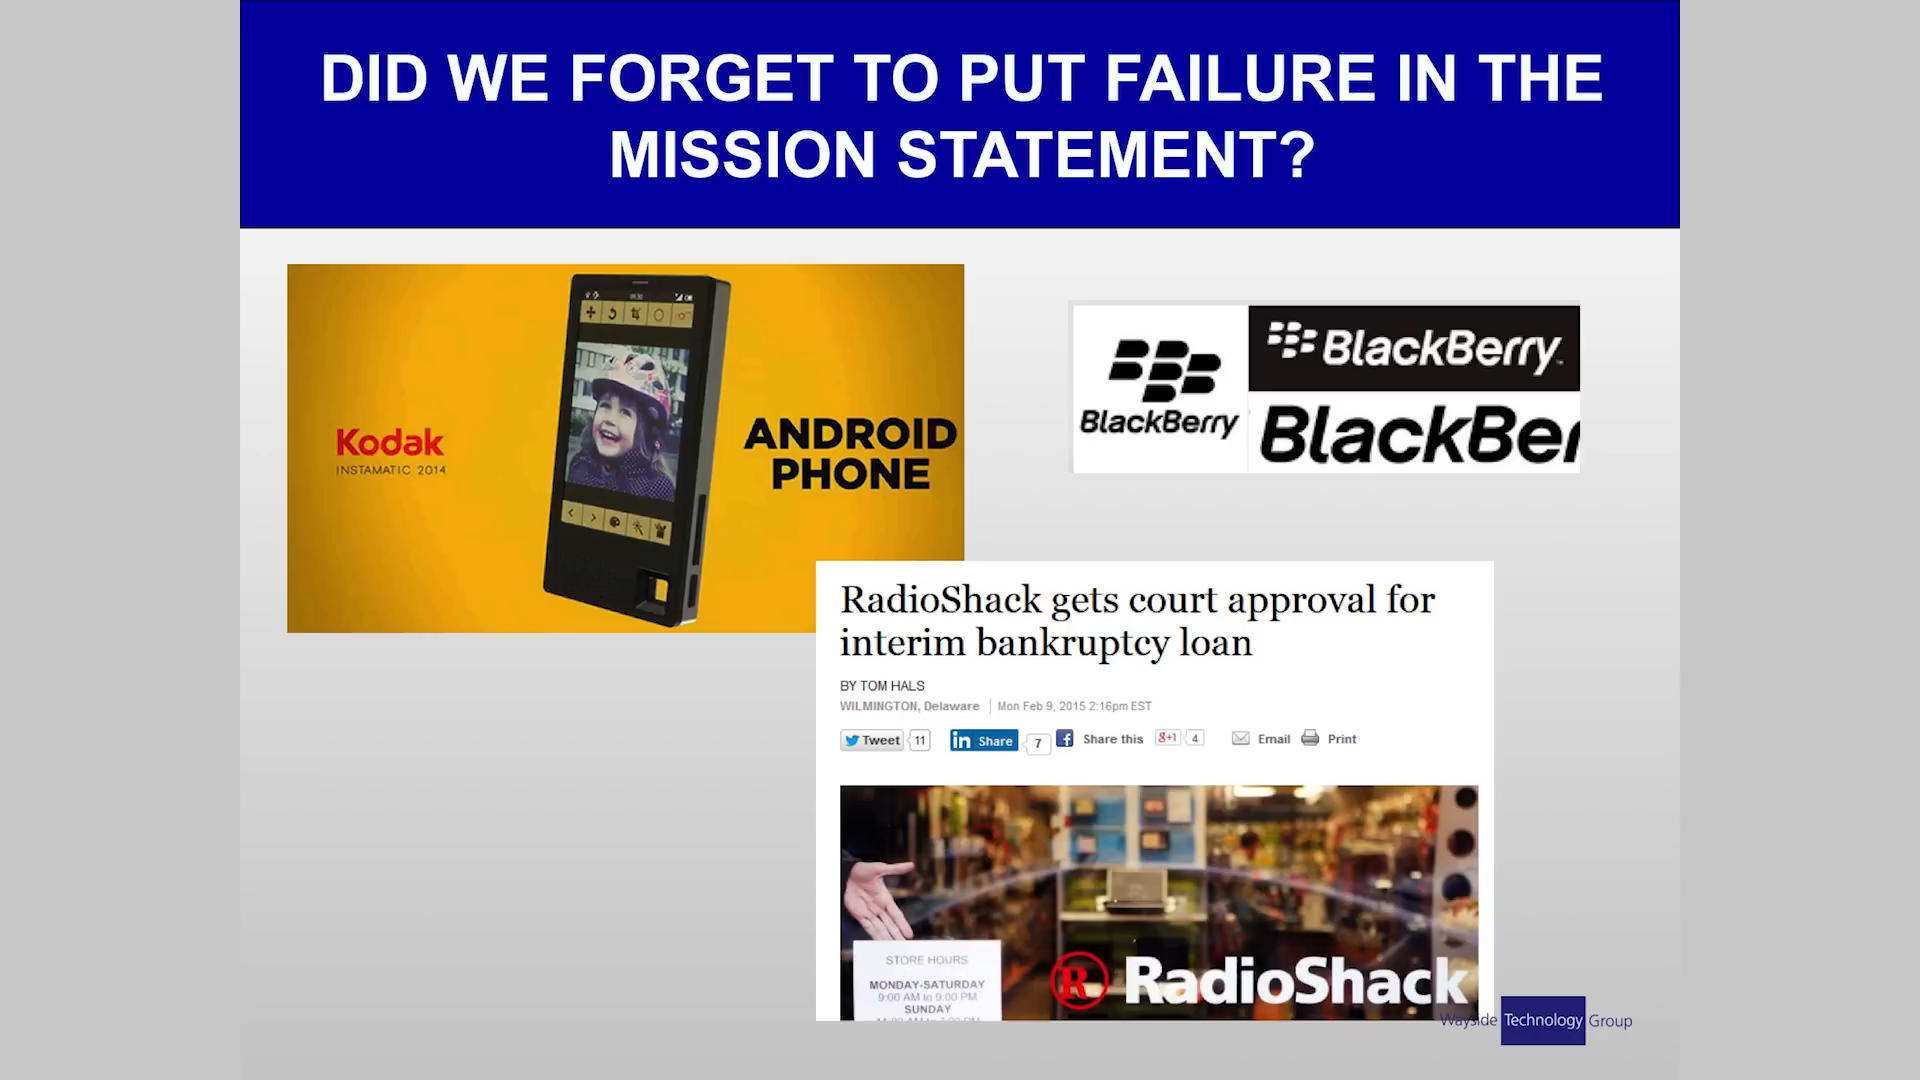 DID WE FORGET TO PUT FAILURE IN THE
MISSION STATEMENT?
Kodak
INSTAMATIC 2014
ANDROID
PHONE
BlackBerry
BlackBerry
BlackBer
RadioShack gets court approval for
interim bankruptcy loan
BY TOM HALS
WILMINGTON, Delaware | Mon Feb 9, 2015 2:16pm EST
Tweet 11 in Share 7 f Share this g+1 4 Email Print
STORE HOURS
MONDAY-SATURDAY
9:00 AM to 9:00 PM
SUNDAY
R RadioShack
Wayside Technology Group